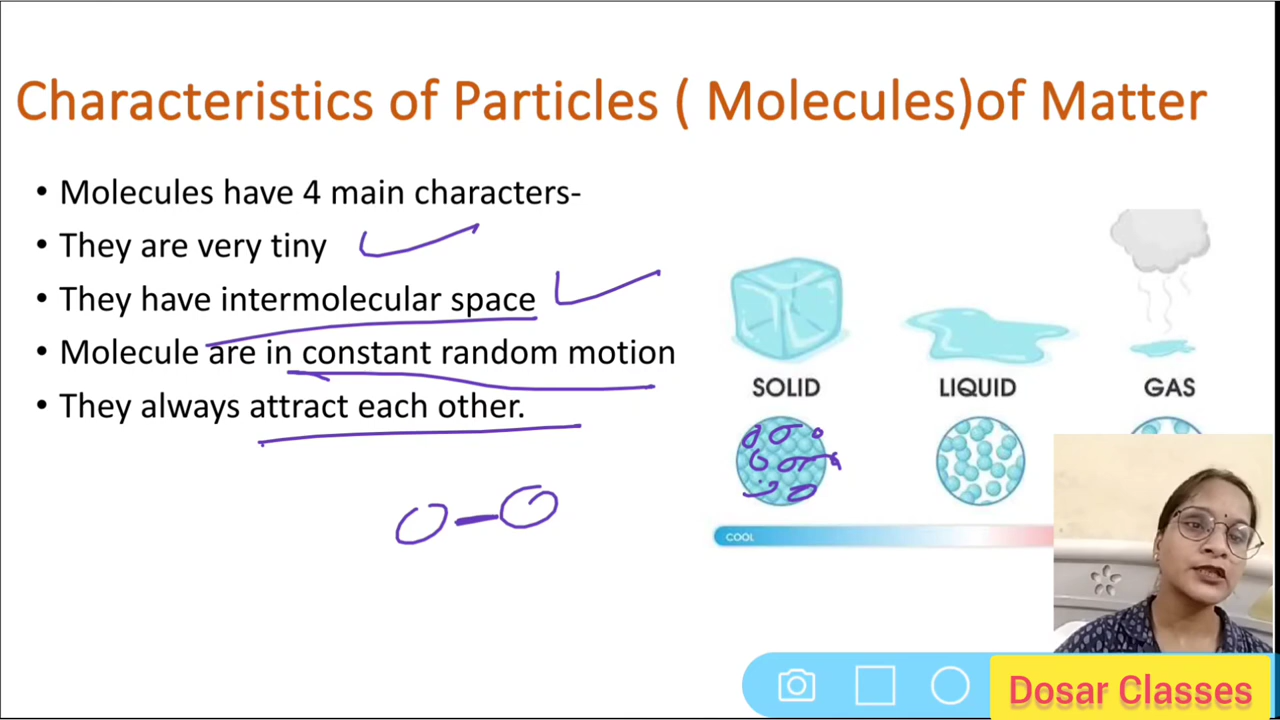 Characteristics of Particles ( Molecules)of Matter
• Molecules have 4 main characters-
• They are very tiny
• They have intermolecular space
• Molecule are in constant random motion
• They always attract each other.
SOLID LIQUID GAS
COOL
Dosar Classes